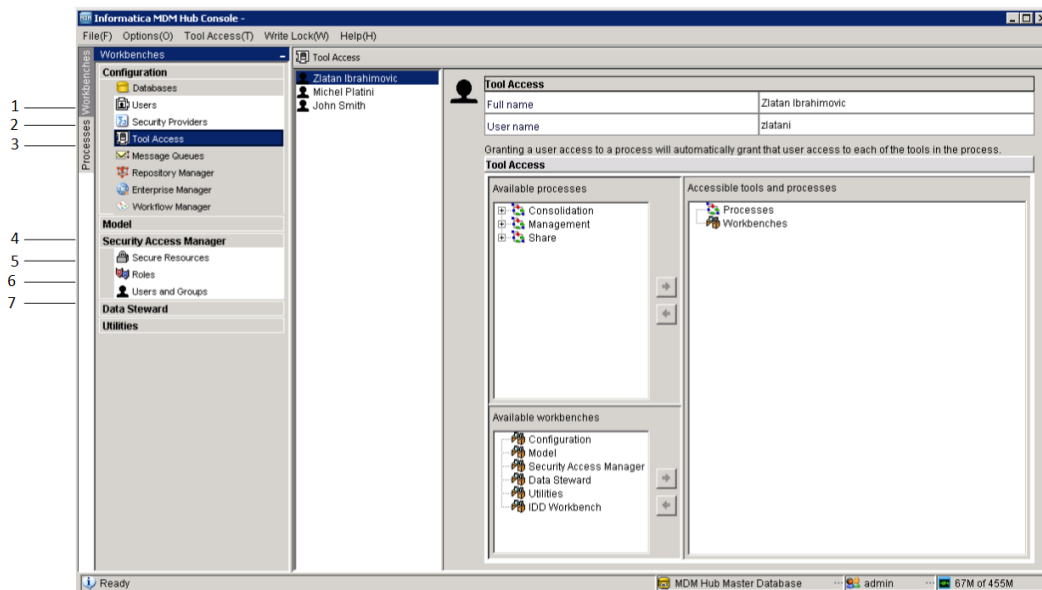 Informatica MDM Hub Console -
File(F) Options(O) Tool Access(T) Write Lock(W) Help(H)
Workbenches
Processes
Workbenches
Configuration
Databases
1
Users
2
Security Providers
3
Tool Access
Message Queues
Repository Manager
Enterprise Manager
Workflow Manager
Model
4
Security Access Manager
5
Secure Resources
6
Roles
7
Users and Groups
Data Steward
Utilities
Tool Access
Zlatan Ibrahimovic
Michel Platini
John Smith
Tool Access
Full name Zlatan Ibrahimovic
User name zlatani
Granting a user access to a process will automatically grant that user access to each of the tools in the process.
Tool Access
Available processes
Consolidation
Management
Share
Available workbenches
Configuration
Model
Security Access Manager
Data Steward
Utilities
IDD Workbench
Accessible tools and processes
Processes
Workbenches
Ready
MDM Hub Master Database
admin
67M of 455M